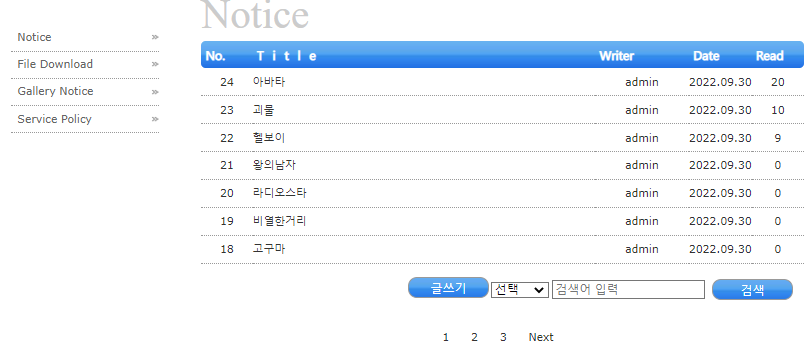 Notice
Notice »
File Download »
Gallery Notice »
Service Policy »
No. Title Writer Date Read
24 아바타 admin 2022.09.30 20
23 괴물 admin 2022.09.30 10
22 헬보이 admin 2022.09.30 9
21 왕의남자 admin 2022.09.30 0
20 라디오스타 admin 2022.09.30 0
19 비열한거리 admin 2022.09.30 0
18 고구마 admin 2022.09.30 0
글쓰기 선택 검색어 입력 검색
1 2 3 Next